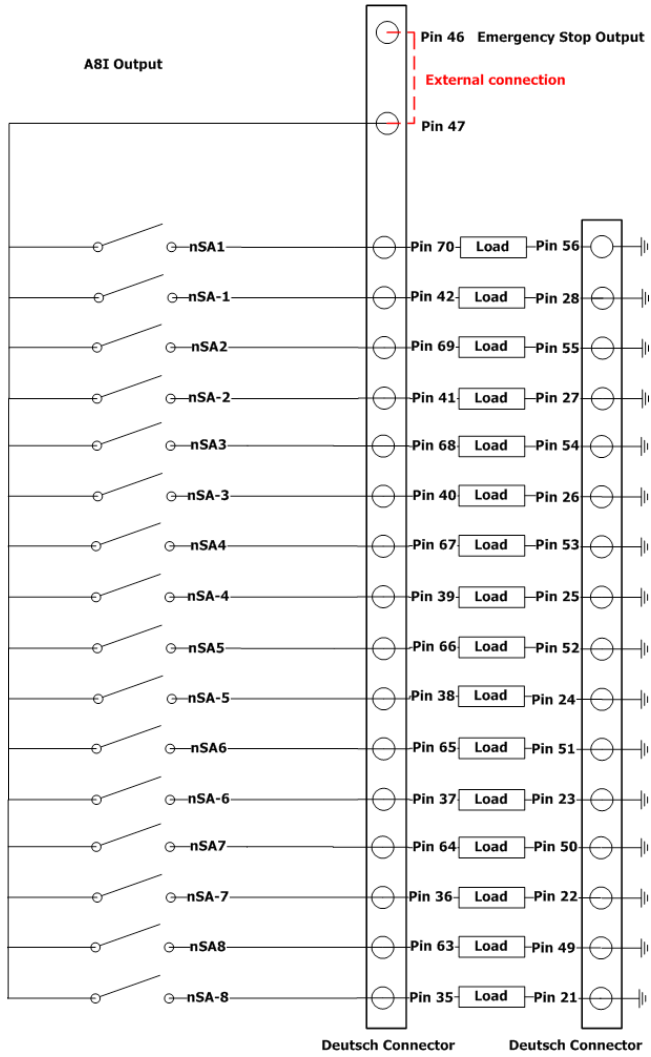 Pin 46 Emergency Stop Output
A8I Output
External connection
Pin 47
nSA1 Pin 70 Load Pin 56
nSA-1 Pin 42 Load Pin 28
nSA2 Pin 69 Load Pin 55
nSA-2 Pin 41 Load Pin 27
nSA3 Pin 68 Load Pin 54
nSA-3 Pin 40 Load Pin 26
nSA4 Pin 67 Load Pin 53
nSA-4 Pin 39 Load Pin 25
nSA5 Pin 66 Load Pin 52
nSA-5 Pin 38 Load Pin 24
nSA6 Pin 65 Load Pin 51
nSA-6 Pin 37 Load Pin 23
nSA7 Pin 64 Load Pin 50
nSA-7 Pin 36 Load Pin 22
nSA8 Pin 63 Load Pin 49
nSA-8 Pin 35 Load Pin 21
Deutsch Connector Deutsch Connector